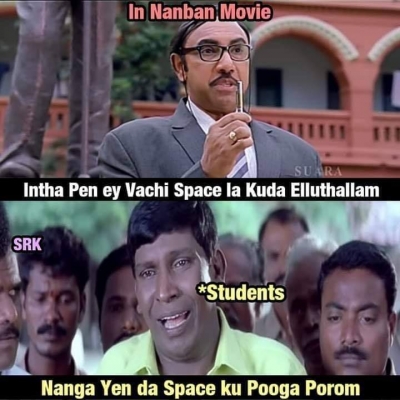 In Nanban Movie
SUARA
Intha Pen ey Vachi Space la Kuda Elluthallam
SRK
*Students
Nanga Yen da Space ku Pooga Porom